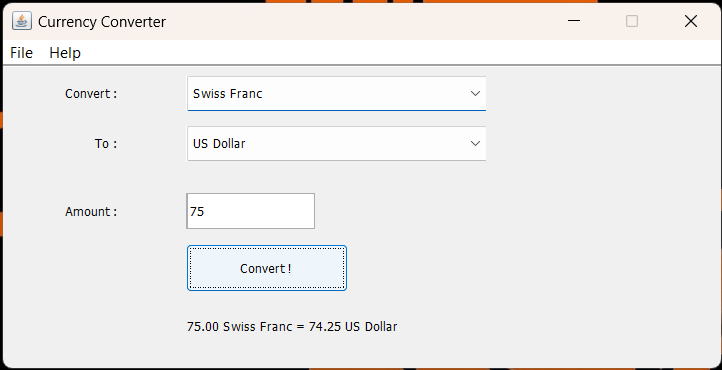 Currency Converter
File Help
Convert: Swiss Franc
To: US Dollar
Amount: 75
Convert!
75.00 Swiss Franc = 74.25 US Dollar